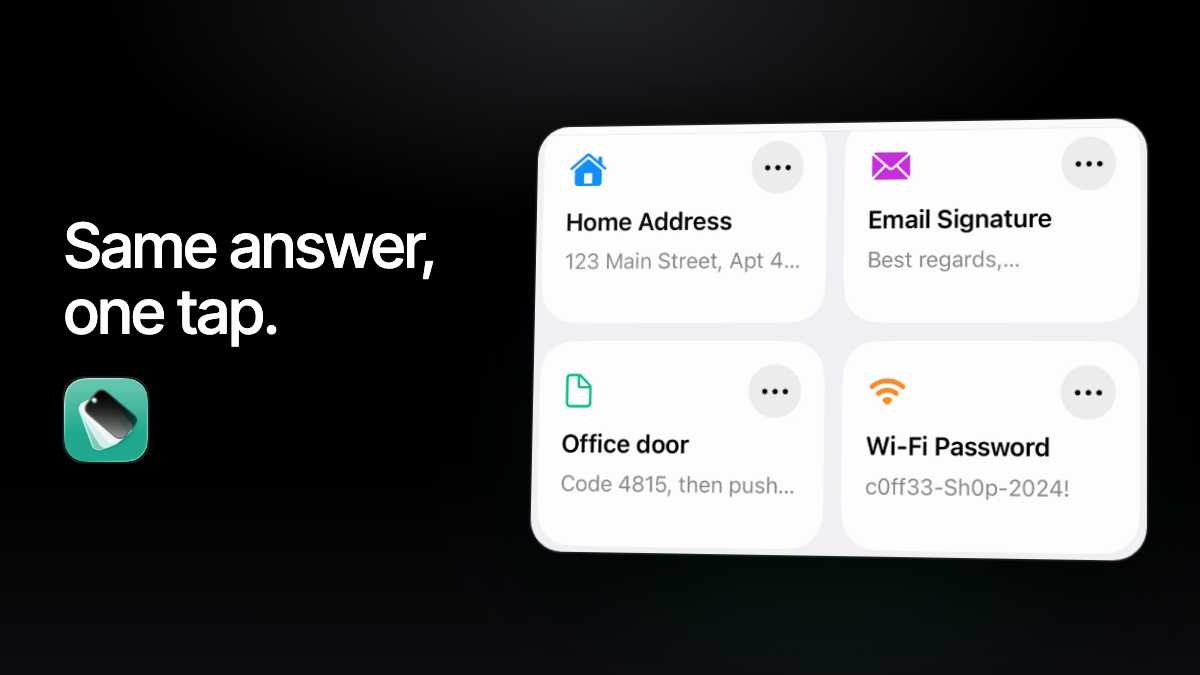 Same answer,
one tap.
Home Address
123 Main Street, Apt 4...
Email Signature
Best regards,...
Office door
Code 4815, then push...
Wi-Fi Password
c0ff33-Sh0p-2024!